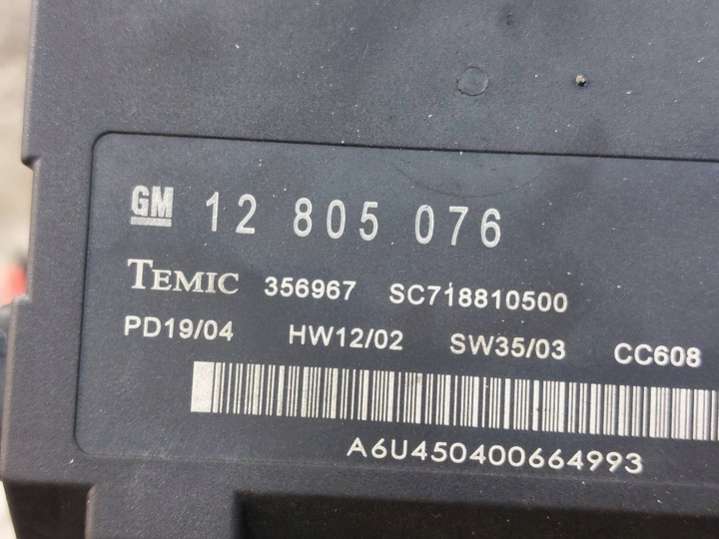 GM 12 805 076
TEMIC 356967 SC718810500
PD19/04 HW12/02 SW35/03 CC608
A6U450400664993